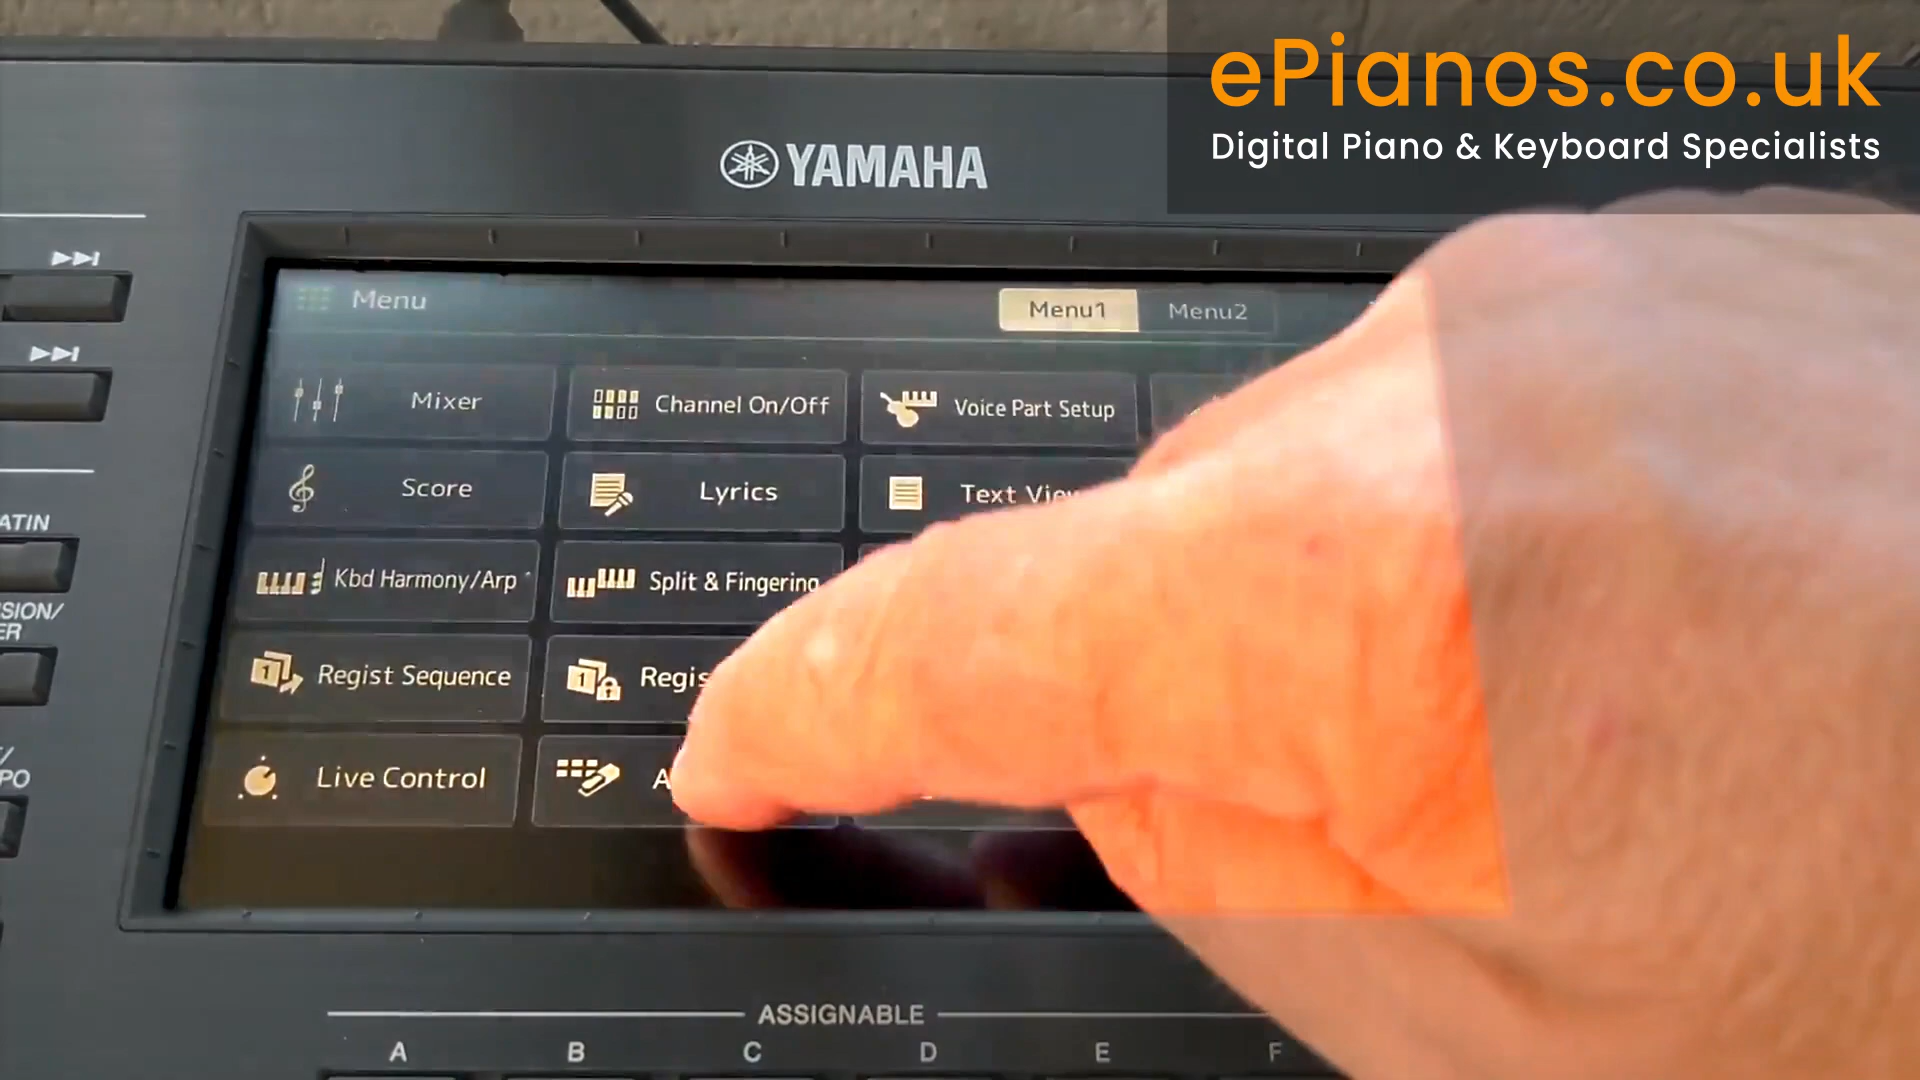 ePianos.co.uk
Digital Piano & Keyboard Specialists
YAMAHA
Menu
Menu1
Menu2
Mixer
Channel On/Off
Voice Part Setup
Score
Lyrics
Text
Kbd Harmony/Arp
Split & Fingering
Regist Sequence
Live Control
ASSIGNABLE
A B C D E F